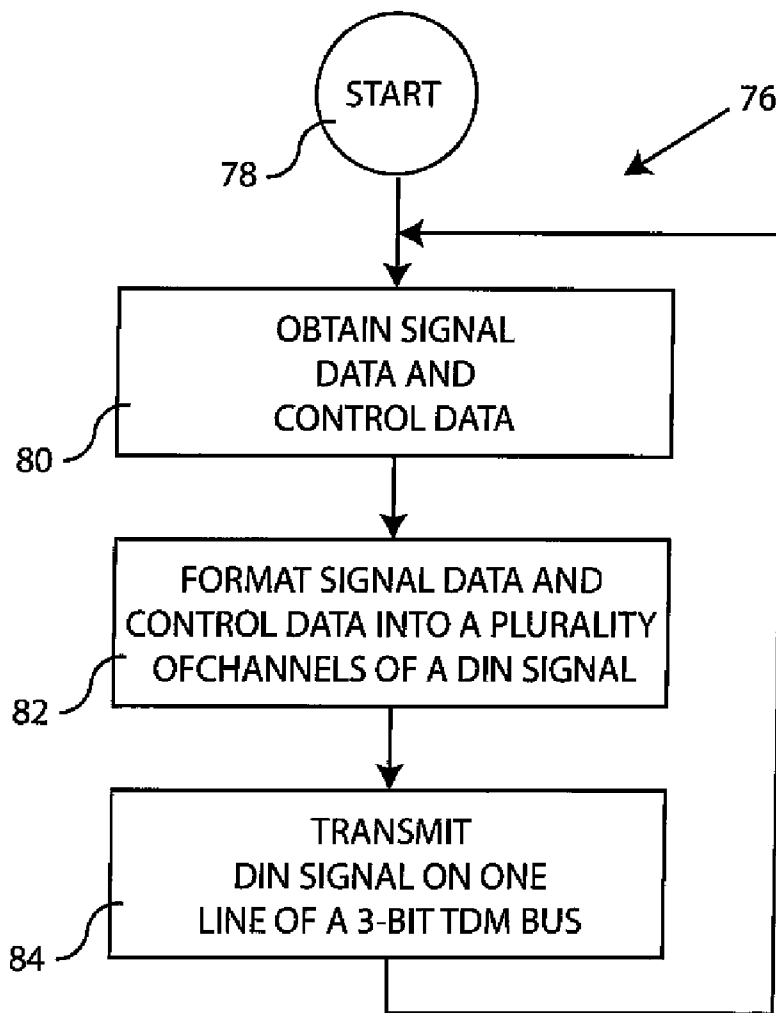 START
76
78
OBTAIN SIGNAL
DATA AND
CONTROL DATA
80
FORMAT SIGNAL DATA AND
CONTROL DATA INTO A PLURALITY
OFCHANNELS OF A DIN SIGNAL
82
TRANSMIT
DIN SIGNAL ON ONE
LINE OF A 3-BIT TDM BUS
84